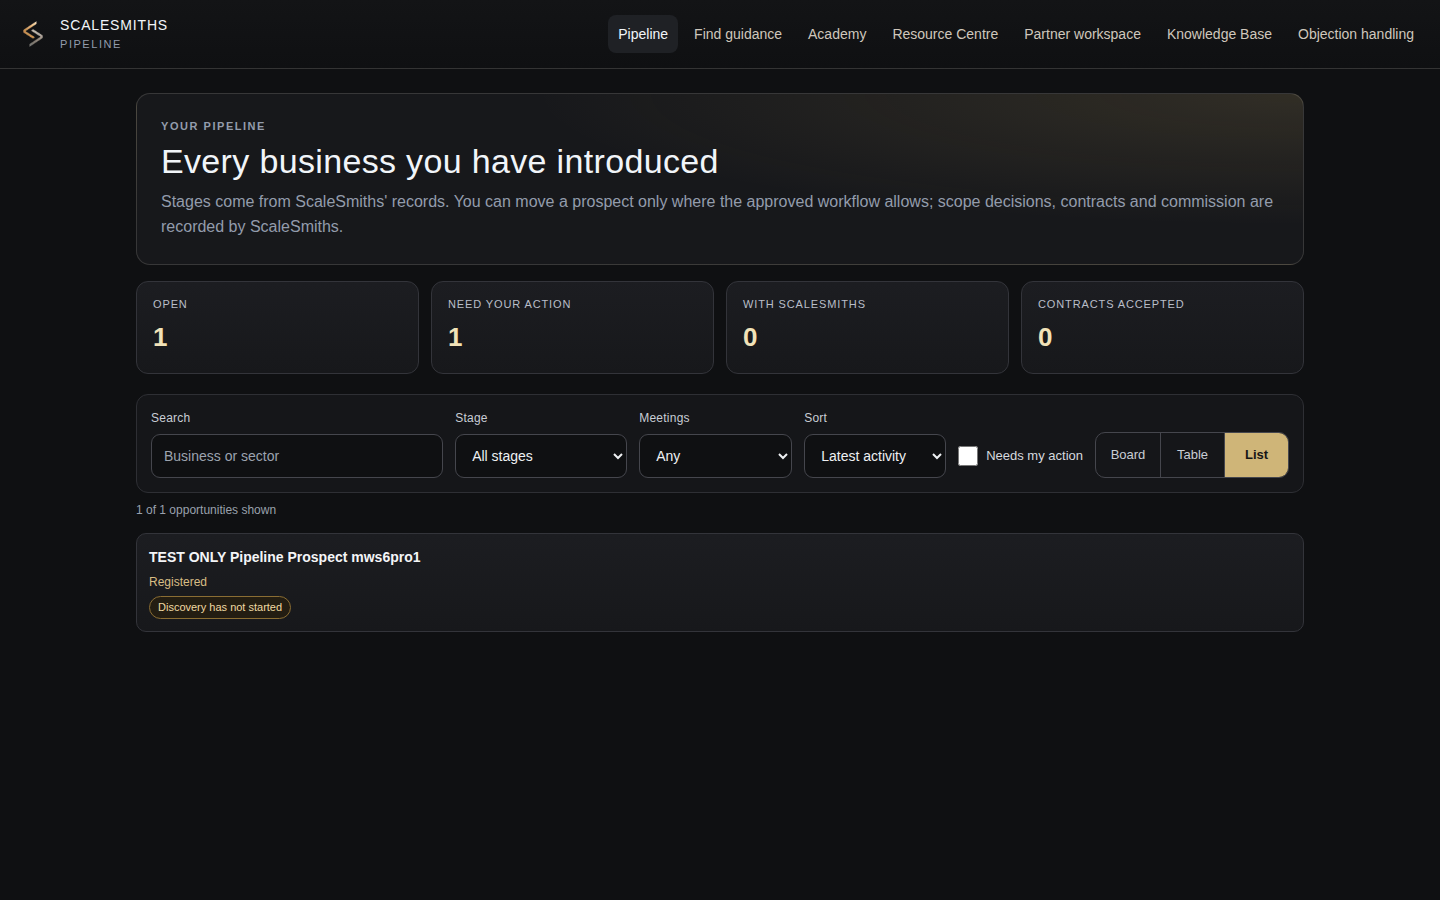 SCALESMITHS
PIPELINE
Pipeline
Find guidance
Academy
Resource Centre
Partner workspace
Knowledge Base
Objection handling
YOUR PIPELINE
Every business you have introduced
Stages come from ScaleSmiths' records. You can move a prospect only where the approved workflow allows; scope decisions, contracts and commission are
recorded by ScaleSmiths.
OPEN
1
NEED YOUR ACTION
1
WITH SCALESMITHS
0
CONTRACTS ACCEPTED
0
Search
Business or sector
Stage
All stages
Meetings
Any
Sort
Latest activity
Needs my action
Board
Table
List
1 of 1 opportunities shown
TEST ONLY Pipeline Prospect mws6pro1
Registered
Discovery has not started